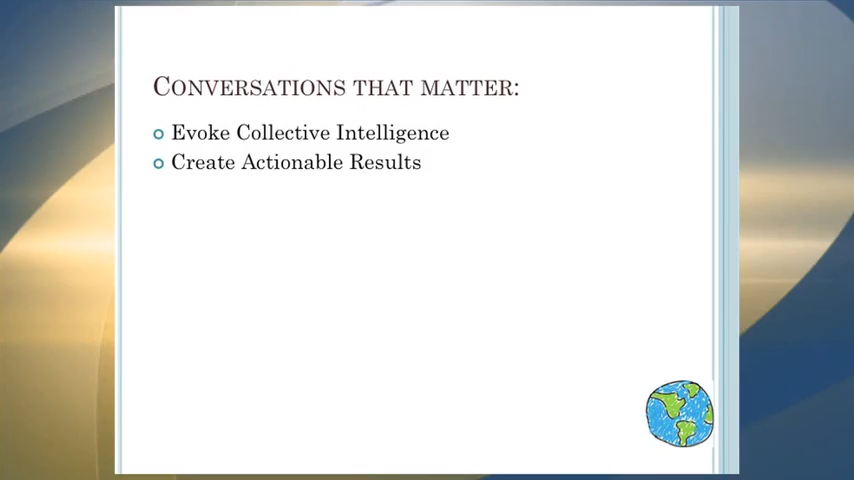 Conversations that matter:
Evoke Collective Intelligence
Create Actionable Results